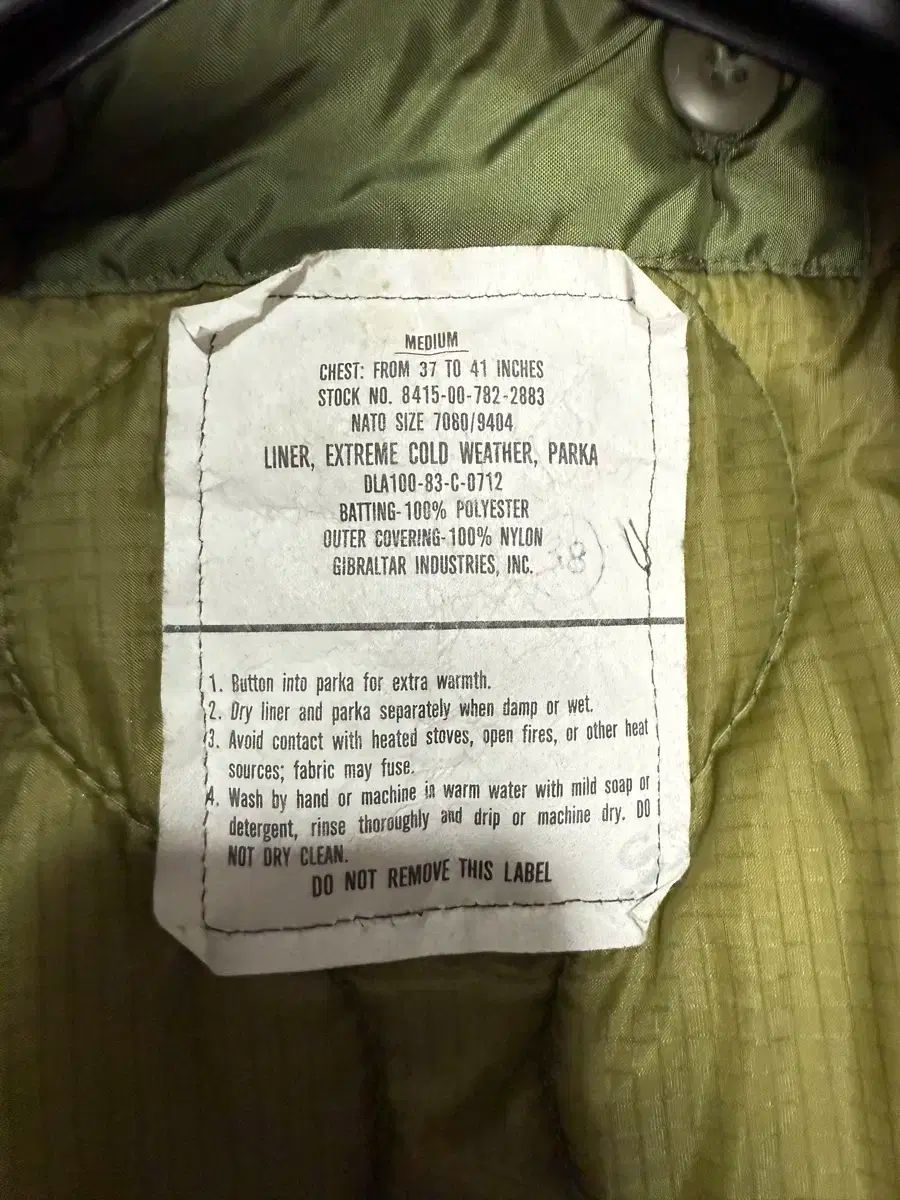 MEDIUM
CHEST: FROM 37 TO 41 INCHES
STOCK NO. 8415-00-782-2883
NATO SIZE 7080/9404
LINER, EXTREME COLD WEATHER, PARKA
DLA100-83-C-0712
BATTING-100% POLYESTER
OUTER COVERING-100% NYLON
GIBRALTAR INDUSTRIES, INC.
38
1. Button into parka for extra warmth.
2. Dry liner and parka separately when damp or wet.
3. Avoid contact with heated stoves, open fires, or other heat
sources; fabric may fuse.
4. Wash by hand or machine in warm water with mild soap or
detergent, rinse thoroughly and drip or machine dry. DO
NOT DRY CLEAN.
DO NOT REMOVE THIS LABEL